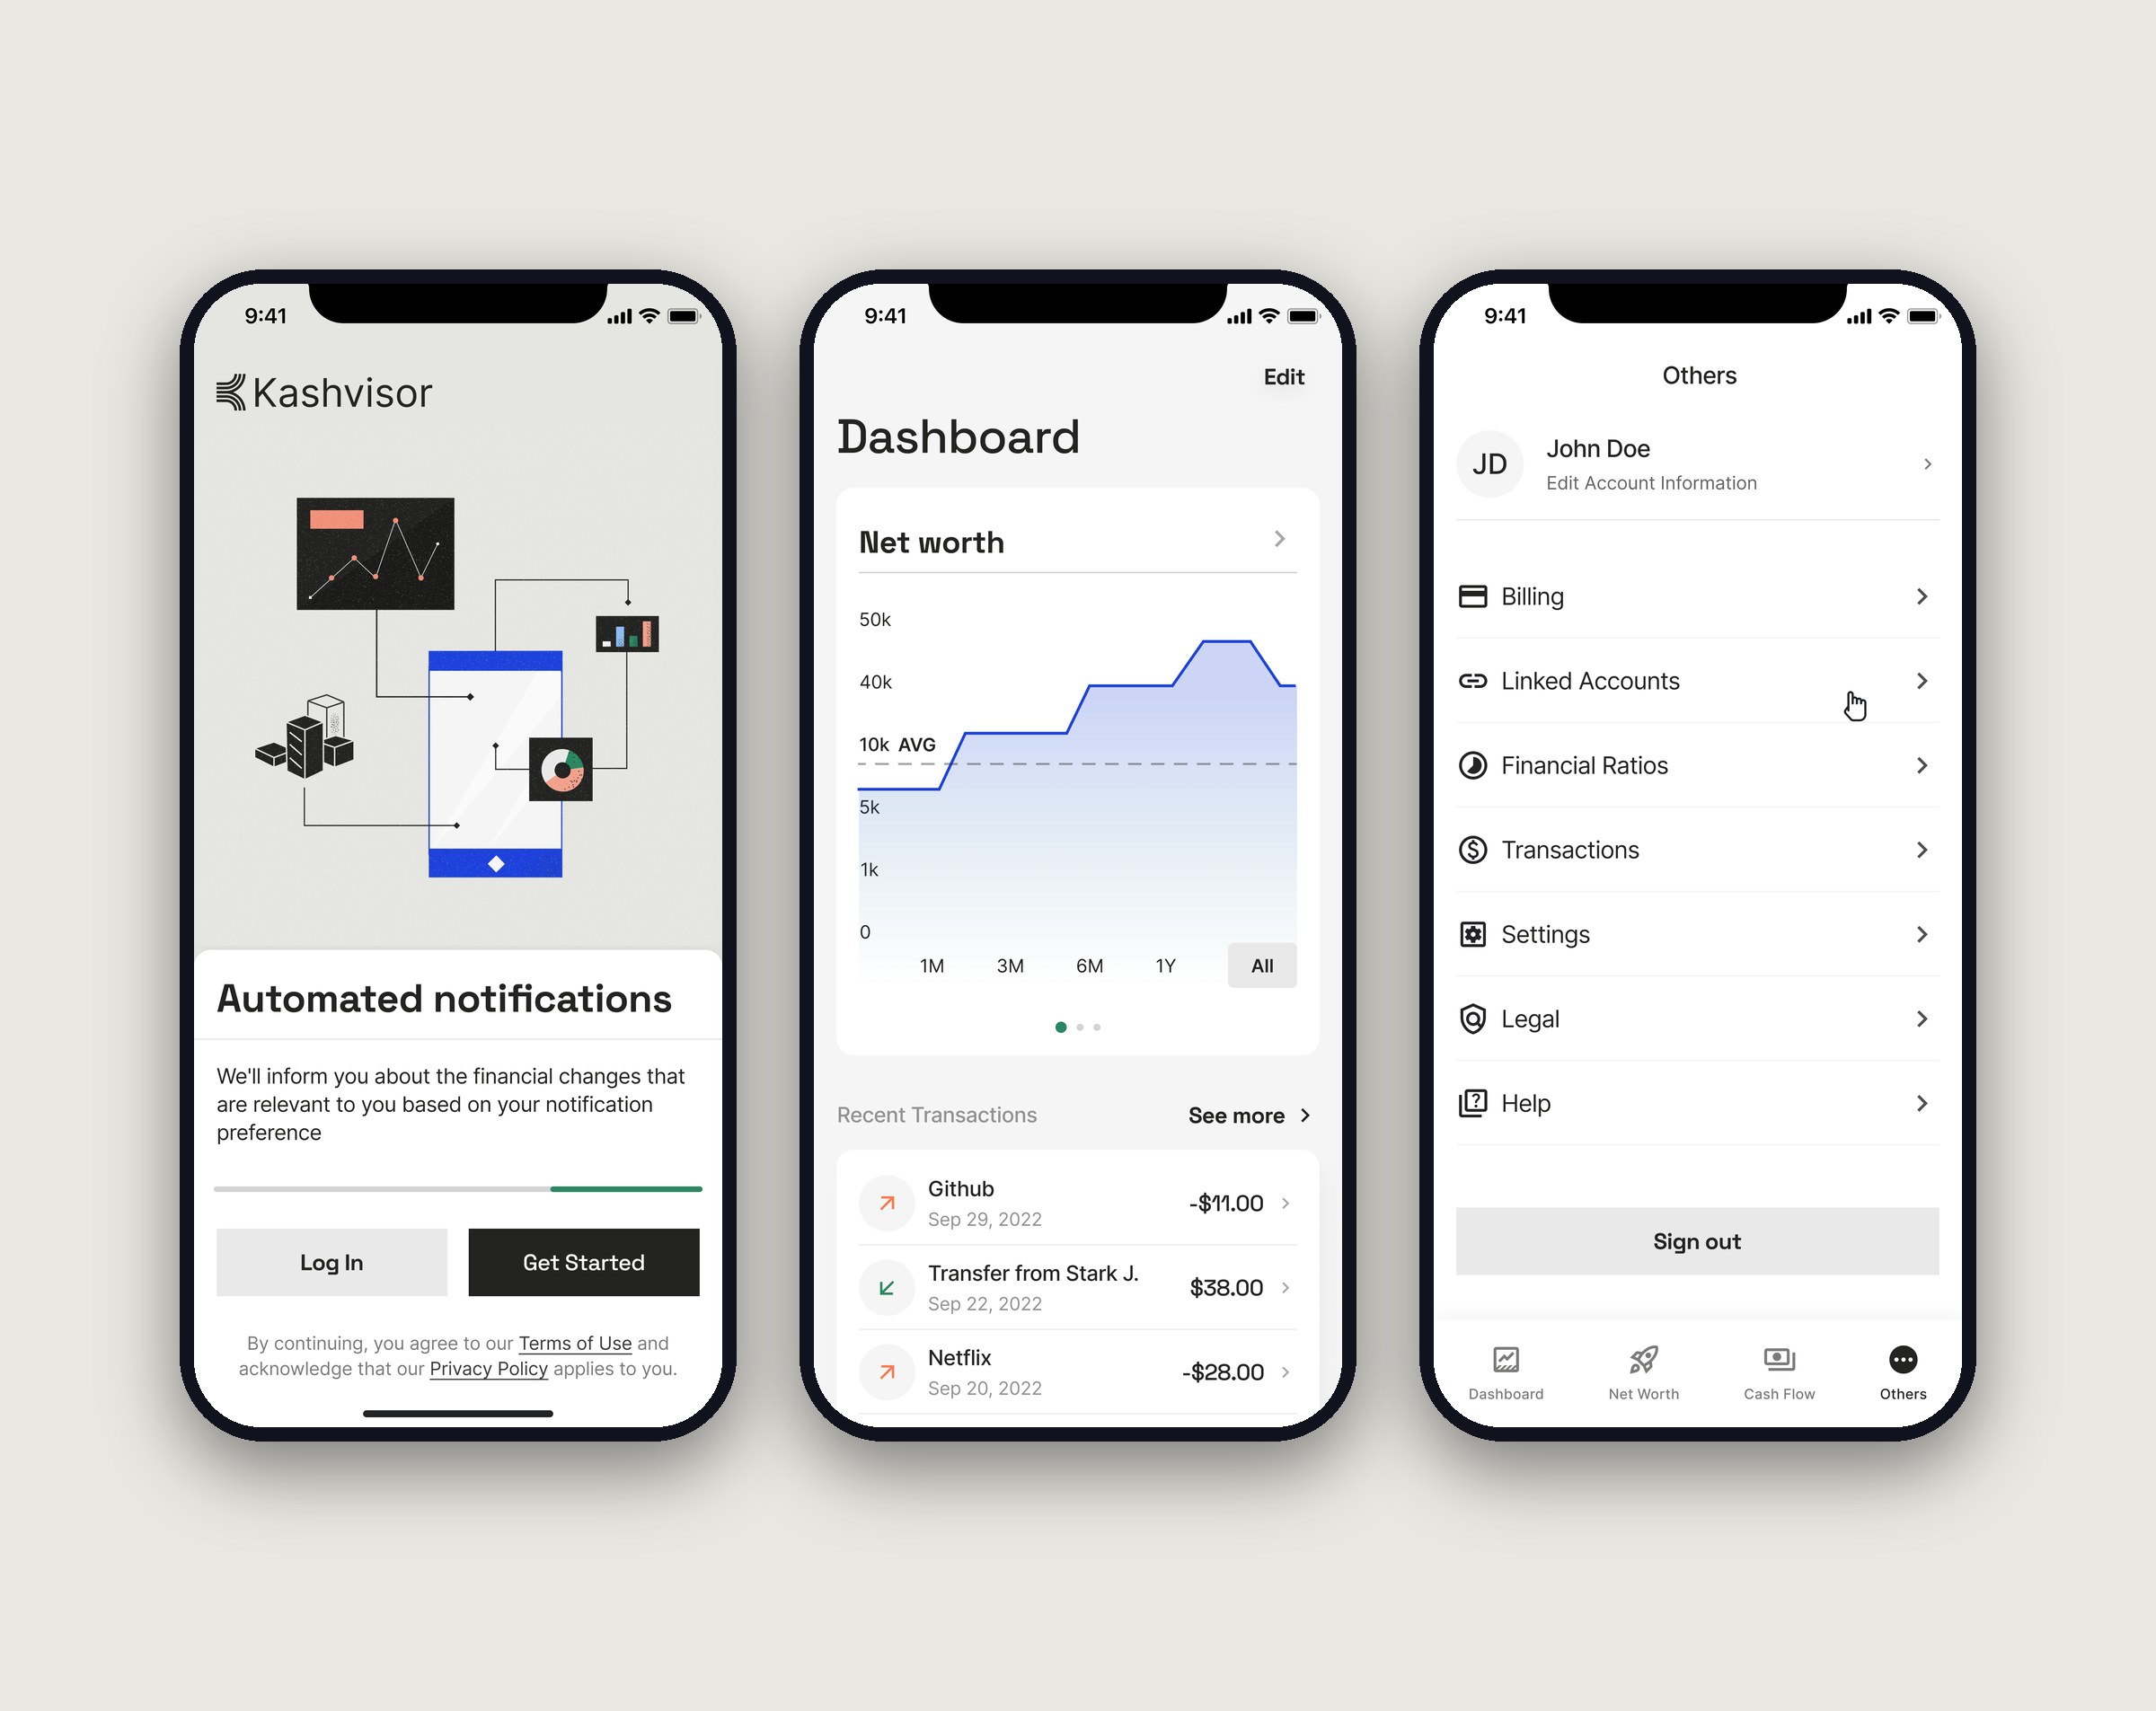 9:41
Kashvisor
Automated notifications
We'll inform you about the financial changes that
are relevant to you based on your notification
preference
Log In
Get Started
By continuing, you agree to our Terms of Use and
acknowledge that our Privacy Policy applies to you.
9:41
Edit
Dashboard
Net worth
50k
40k
10k AVG
5k
1k
0
1M 3M 6M 1Y All
Recent Transactions See more
Github -$11.00
Sep 29, 2022
Transfer from Stark J. $38.00
Sep 22, 2022
Netflix -$28.00
Sep 20, 2022
9:41
Others
JD
John Doe
Edit Account Information
Billing
Linked Accounts
Financial Ratios
Transactions
Settings
Legal
Help
Sign out
Dashboard Net Worth Cash Flow Others